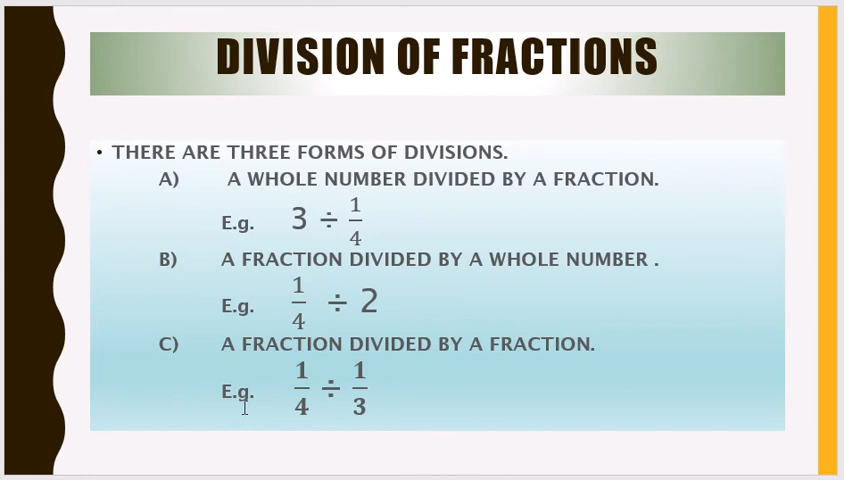 DIVISION OF FRACTIONS
• THERE ARE THREE FORMS OF DIVISIONS.
A) A WHOLE NUMBER DIVIDED BY A FRACTION.
E.g. 3 ÷ 1/4
B) A FRACTION DIVIDED BY A WHOLE NUMBER .
E.g. 1/4 ÷ 2
C) A FRACTION DIVIDED BY A FRACTION.
E.g. 1/4 ÷ 1/3